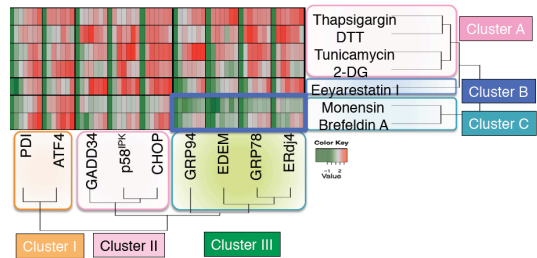 Thapsigargin
DTT
Tunicamycin
2-DG
Eeyarestatin I
Monensin
Brefeldin A
Cluster A
Cluster B
Cluster C
PDI
ATF4
GADD34
p58IPK
CHOP
GRP94
EDEM
GRP78
ERdj4
Color Key
-1 2
Value
Cluster I
Cluster II
Cluster III